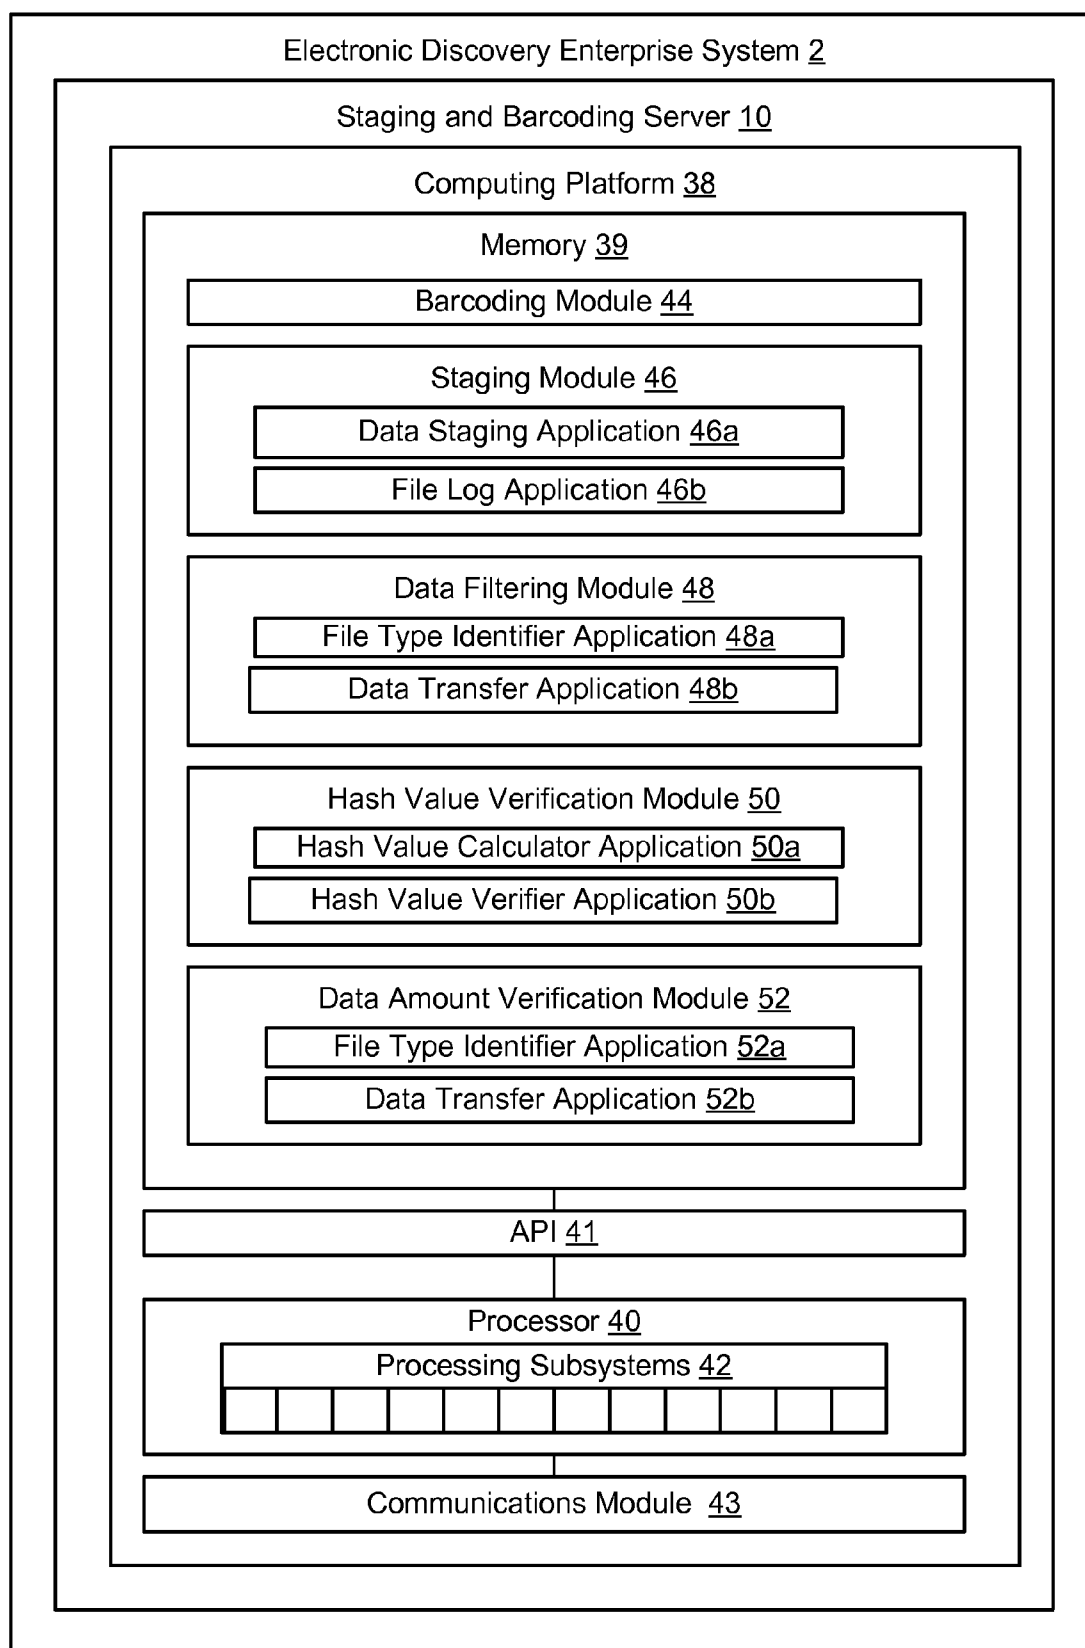 Electronic Discovery Enterprise System 2
Staging and Barcoding Server 10
Computing Platform 38
Memory 39
Barcoding Module 44
Staging Module 46
Data Staging Application 46a
File Log Application 46b
Data Filtering Module 48
File Type Identifier Application 48a
Data Transfer Application 48b
Hash Value Verification Module 50
Hash Value Calculator Application 50a
Hash Value Verifier Application 50b
Data Amount Verification Module 52
File Type Identifier Application 52a
Data Transfer Application 52b
API 41
Processor 40
Processing Subsystems 42
Communications Module 43